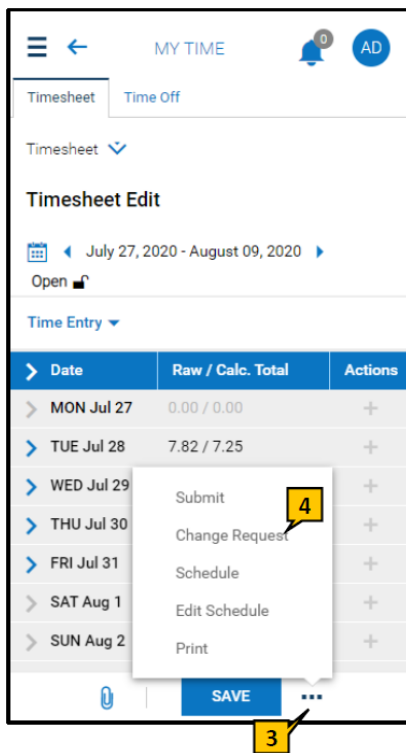 MY TIME 0 AD
Timesheet Time Off
Timesheet
Timesheet Edit
July 27, 2020 - August 09, 2020
Open
Time Entry
Date Raw / Calc. Total Actions
MON Jul 27 0.00 / 0.00 +
TUE Jul 28 7.82 / 7.25 +
WED Jul 29 +
THU Jul 30 +
FRI Jul 31 +
SAT Aug 1 +
SUN Aug 2 +
Submit
4
Change Request
Schedule
Edit Schedule
Print
SAVE ...
3